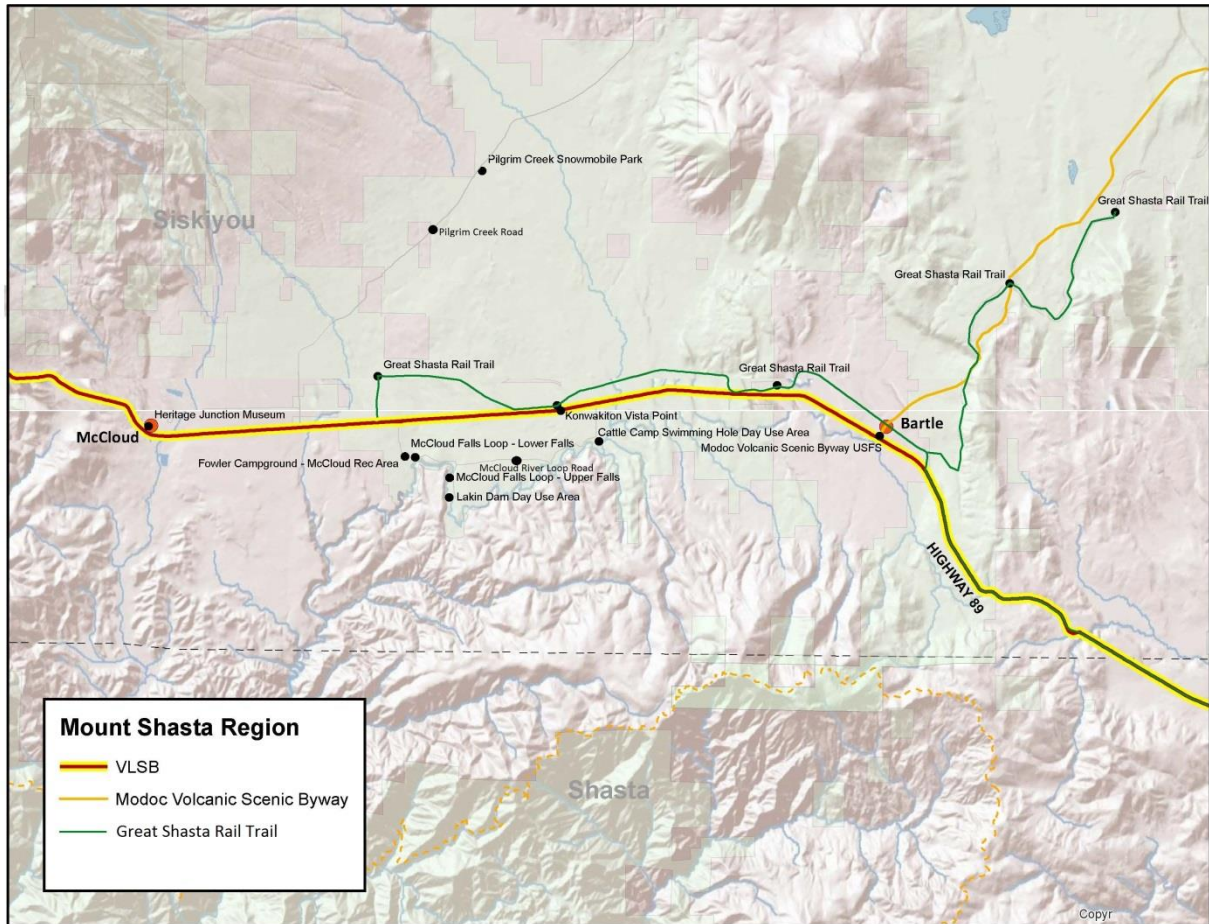 Pilgrim Creek Snowmobile Park
Siskiyou
Great Shasta Rail Trail
Pilgrim Creek Road
Great Shasta Rail Trail
Great Shasta Rail Trail
Great Shasta Rail Trail
Heritage Junction Museum
Konwakiton Vista Point
McCloud
Bartle
Cattle Camp Swimming Hole Day Use Area
McCloud Falls Loop - Lower Falls
Modoc Volcanic Scenic Byway USFS
Fowler Campground - McCloud Rec Area
McCloud River Loop Road
McCloud Falls Loop - Upper Falls
Lakin Dam Day Use Area
HIGHWAY 89
Mount Shasta Region
VLSB
Modoc Volcanic Scenic Byway
Great Shasta Rail Trail
Shasta
Copyr